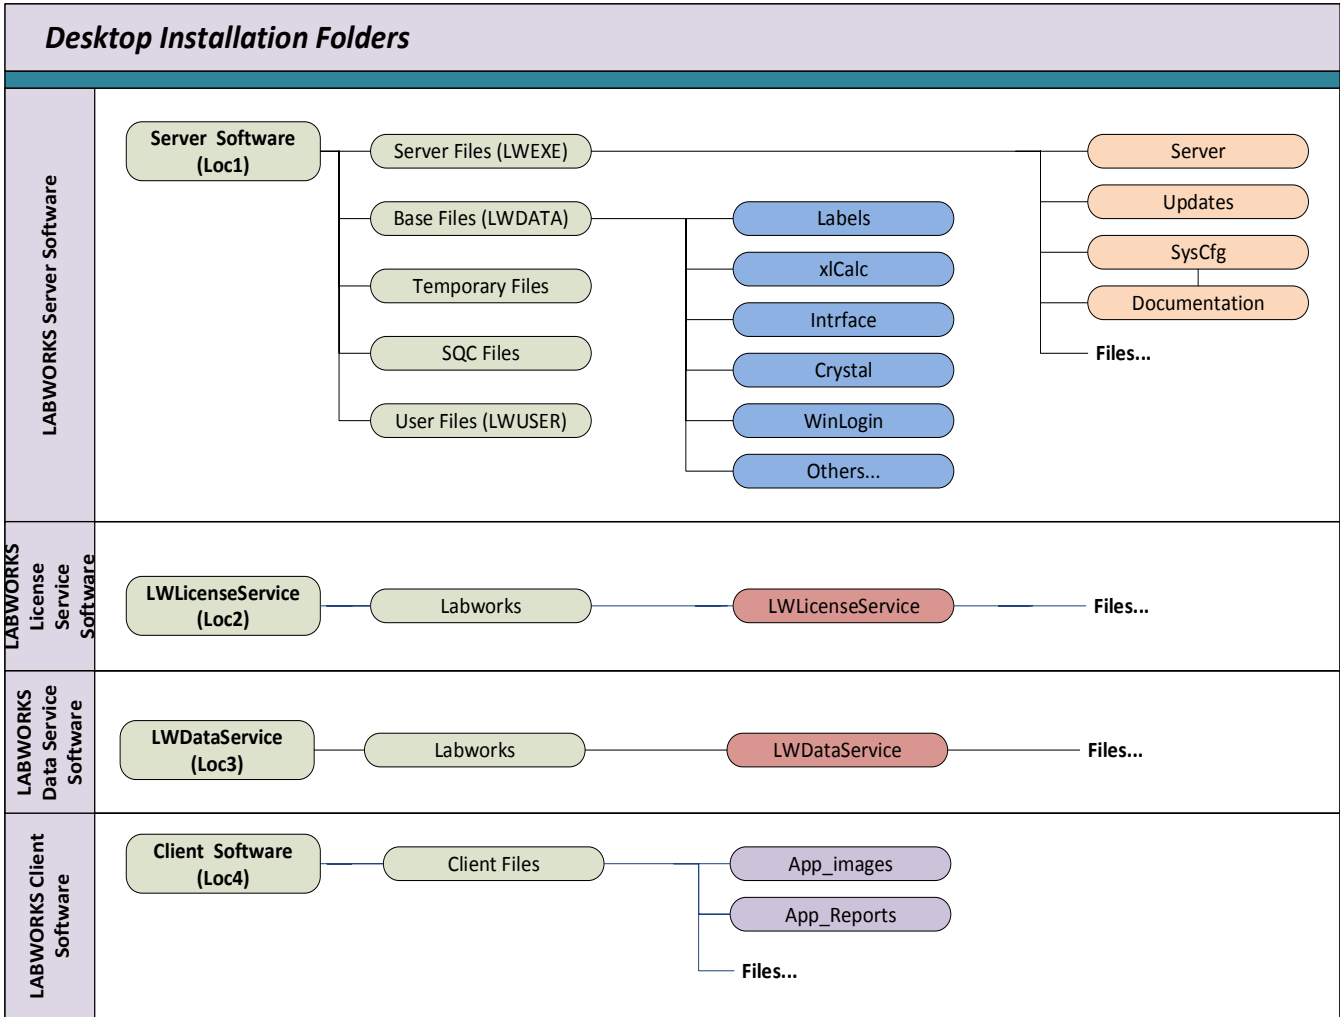 Desktop Installation Folders
LABWORKS Server Software
Server Software
(Loc1)
Server Files (LWEXE)
Base Files (LWDATA)
Temporary Files
SQC Files
User Files (LWUSER)
Labels
xlCalc
Intrface
Crystal
WinLogin
Others...
Server
Updates
SysCfg
Documentation
Files...
LABWORKS
License
Service
Software
LWLicenseService
(Loc2)
Labworks
LWLicenseService
Files...
LABWORKS
Data Service
Software
LWDataService
(Loc3)
Labworks
LWDataService
Files...
LABWORKS Client
Software
Client Software
(Loc4)
Client Files
App_images
App_Reports
Files...